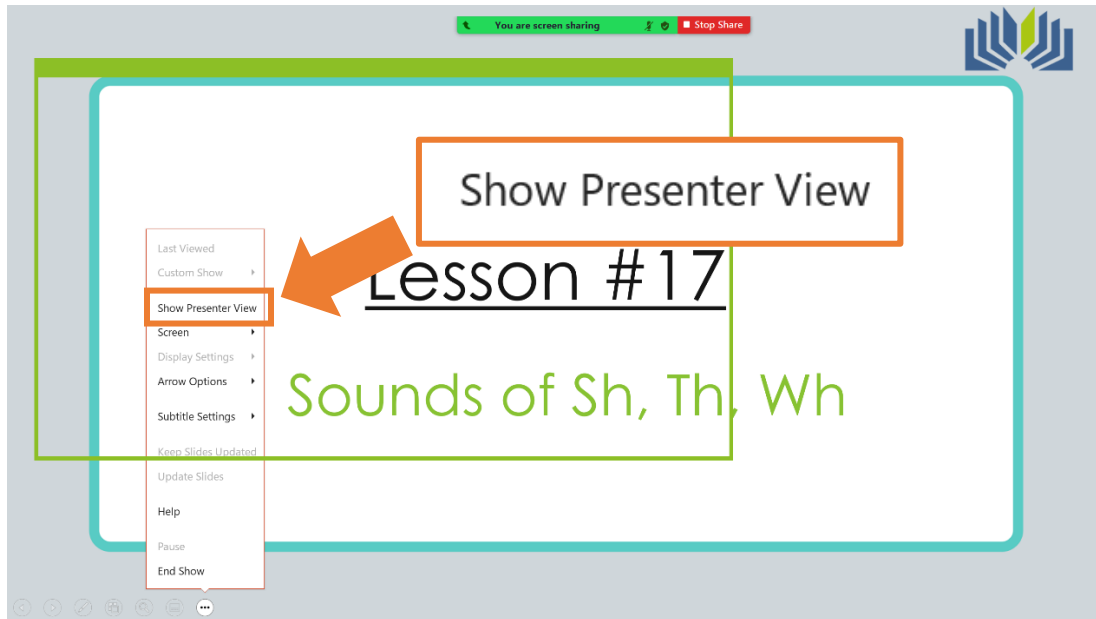 You are screen sharing
Stop Share
Show Presenter View
Lesson #17
Sounds of Sh, Th, Wh
Last Viewed
Custom Show
Show Presenter View
Screen
Display Settings
Arrow Options
Subtitle Settings
Keep Slides Updated
Update Slides
Help
Pause
End Show